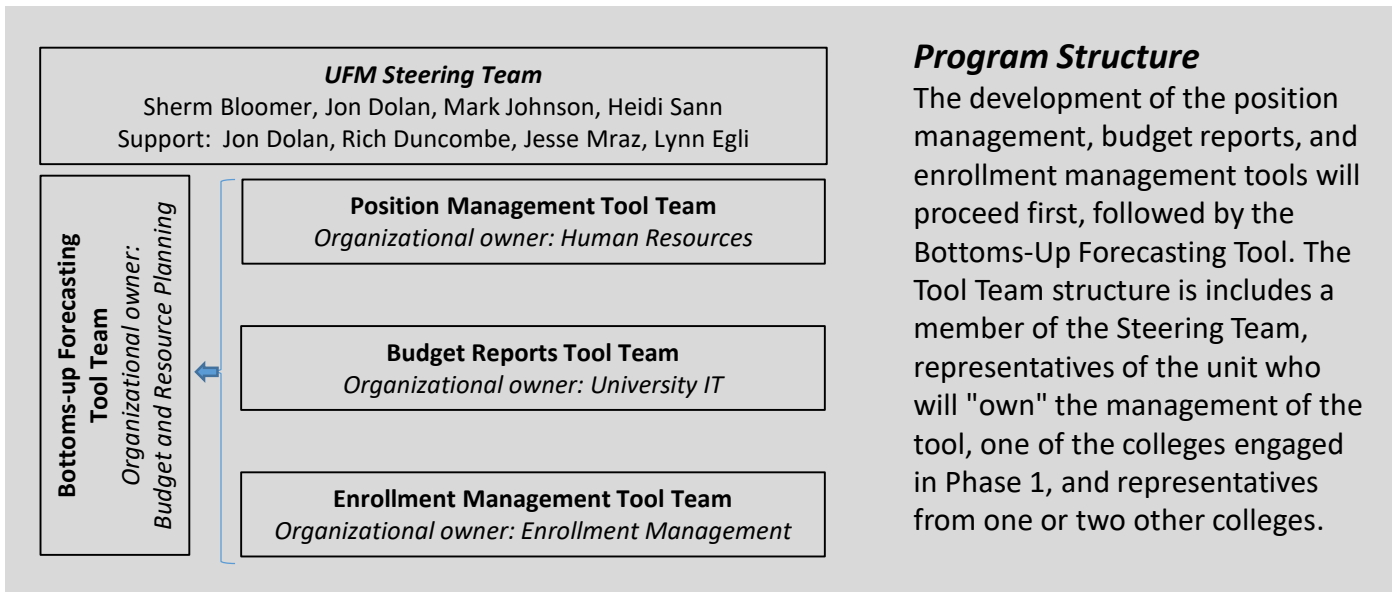 UFM Steering Team
Sherm Bloomer, Jon Dolan, Mark Johnson, Heidi Sann
Support:  Jon Dolan, Rich Duncombe, Jesse Mraz, Lynn Egli
Bottoms-up Forecasting
Tool Team
Organizational owner:
Budget and Resource Planning
Position Management Tool Team
Organizational owner: Human Resources
Budget Reports Tool Team
Organizational owner: University IT
Enrollment Management Tool Team
Organizational owner: Enrollment Management
Program Structure
The development of the position
management, budget reports, and
enrollment management tools will
proceed first, followed by the
Bottoms-Up Forecasting Tool. The
Tool Team structure is includes a
member of the Steering Team,
representatives of the unit who
will "own" the management of the
tool, one of the colleges engaged
in Phase 1, and representatives
from one or two other colleges.